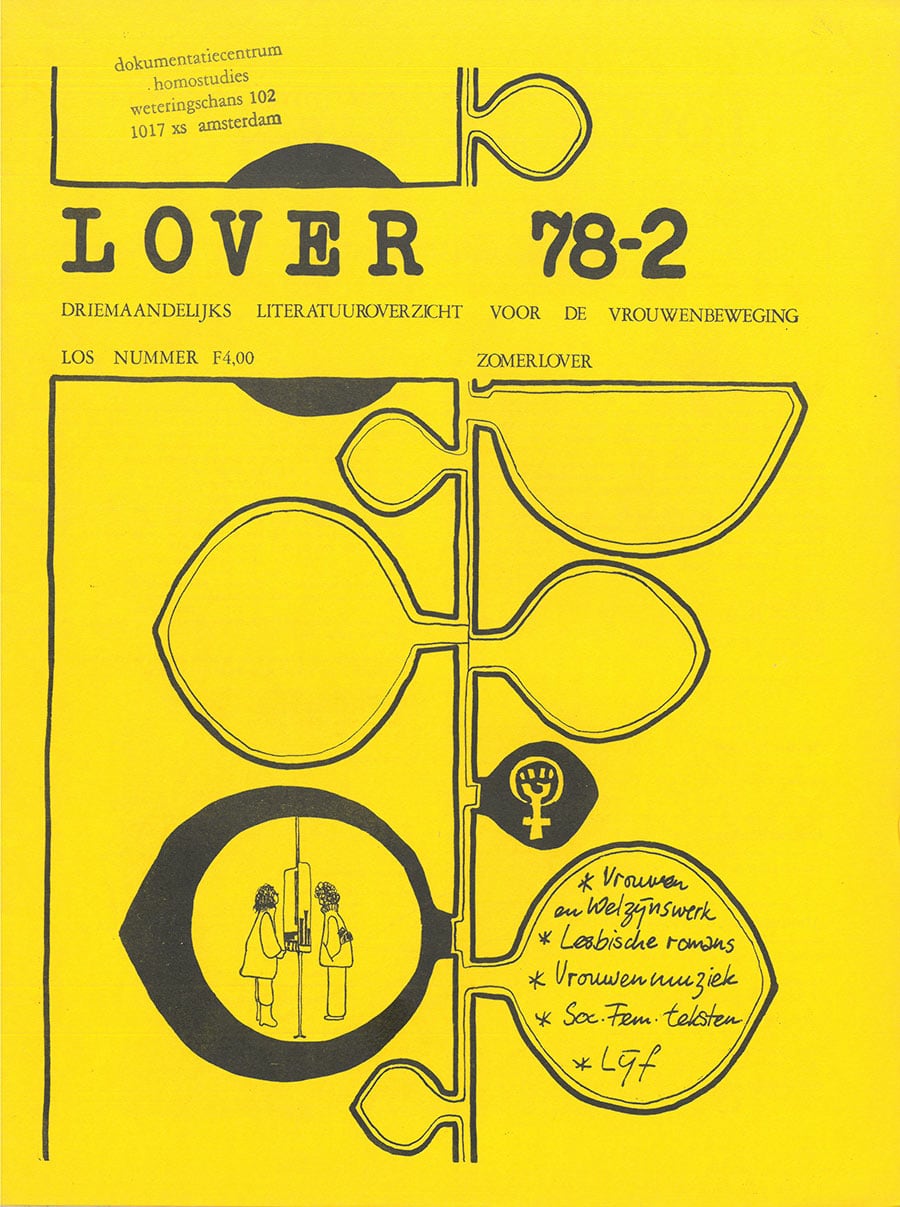 dokumentatiecentrum
homostudies
weteringschans 102
1017 xs amsterdam
LOVER 78-2
DRIEMAANDELIJKS LITERATUUROVERZICHT VOOR DE VROUWENBEWEGING
LOS NUMMER F4,00 ZOMERLOVER
* Vrouwen
en Welzijnswerk
* Lesbische romans
* Vrouwenmuziek
* Soc. Fem. teksten
* Lijf